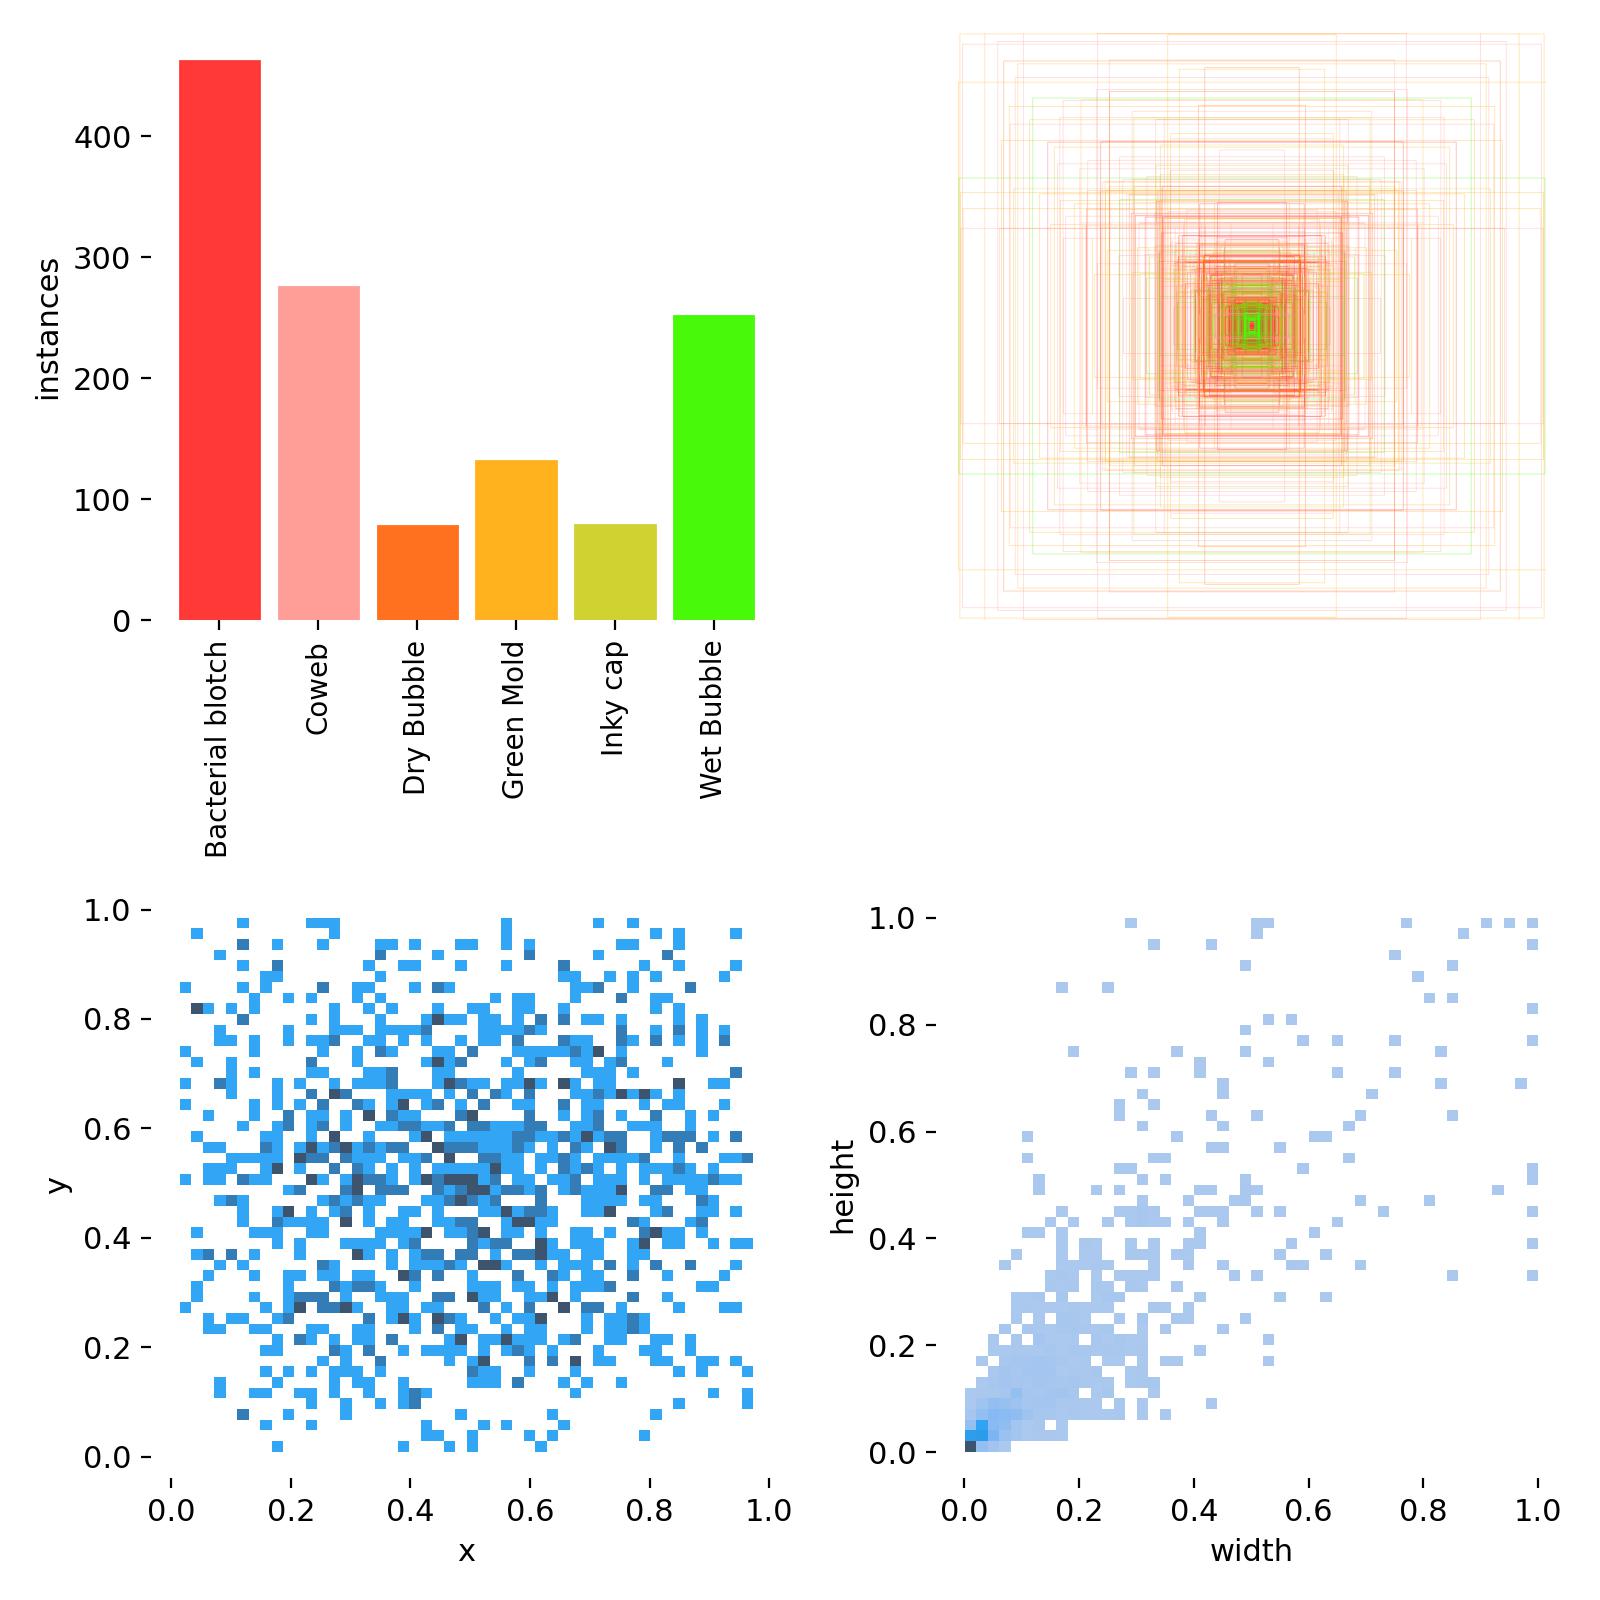 instances
400
300
200
100
0
Bacterial blotch
Coweb
Dry Bubble
Green Mold
Inky cap
Wet Bubble
y
1.0
0.8
0.6
0.4
0.2
0.0
0.0 0.2 0.4 0.6 0.8 1.0
x
height
1.0
0.8
0.6
0.4
0.2
0.0
0.0 0.2 0.4 0.6 0.8 1.0
width